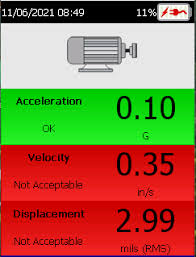 11/06/2021 08:49 11%
Acceleration 0.10
OK G
Velocity 0.35
Not Acceptable in/s
Displacement 2.99
Not Acceptable mils (RMS)